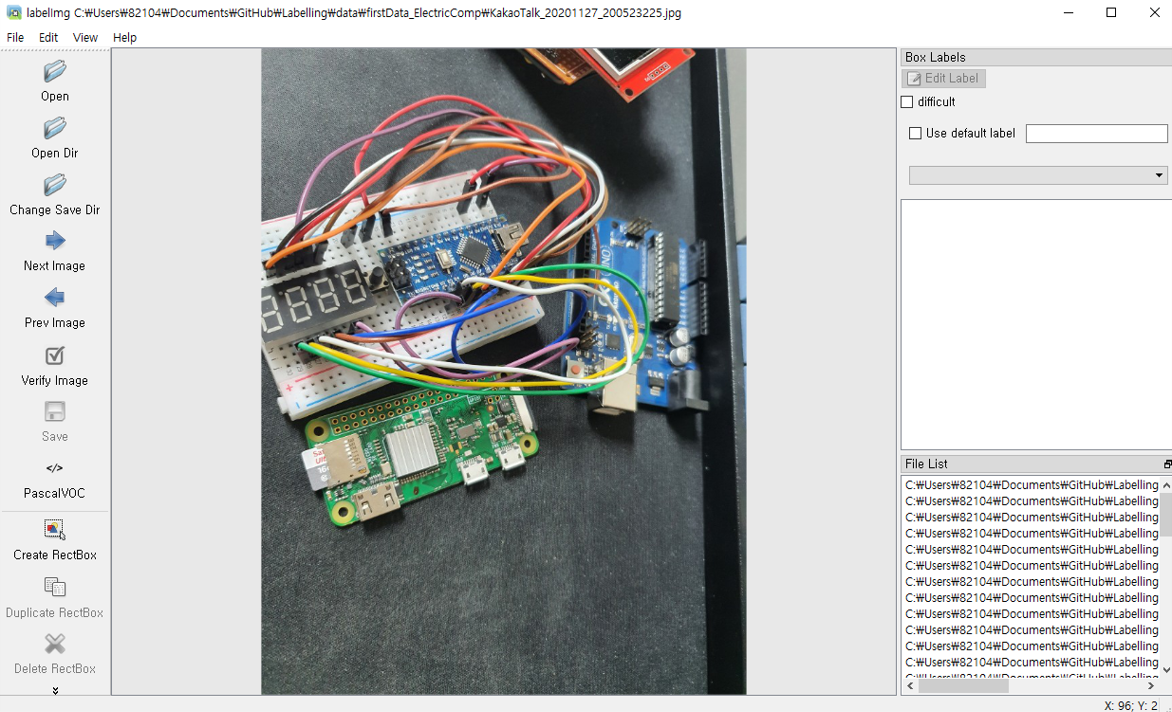 labelImg C:₩Users₩82104₩Documents₩GitHub₩Labelling₩data₩firstData_ElectricComp₩KakaoTalk_20201127_200523225.jpg
File Edit View Help
Open
Open Dir
Change Save Dir
Next Image
Prev Image
Verify Image
Save
</>
PascalVOC
Create RectBox
Duplicate RectBox
Delete RectBox
Box Labels
Edit Label
difficult
Use default label
File List
C:₩Users₩82104₩Documents₩GitHub₩Labelling
C:₩Users₩82104₩Documents₩GitHub₩Labelling
C:₩Users₩82104₩Documents₩GitHub₩Labelling
C:₩Users₩82104₩Documents₩GitHub₩Labelling
C:₩Users₩82104₩Documents₩GitHub₩Labelling
C:₩Users₩82104₩Documents₩GitHub₩Labelling
C:₩Users₩82104₩Documents₩GitHub₩Labelling
C:₩Users₩82104₩Documents₩GitHub₩Labelling
C:₩Users₩82104₩Documents₩GitHub₩Labelling
C:₩Users₩82104₩Documents₩GitHub₩Labelling
C:₩Users₩82104₩Documents₩GitHub₩Labelling
C:₩Users₩82104₩Documents₩GitHub₩Labelling
C:₩Users₩82104₩Documents₩GitHub₩Labelling
X: 96; Y: 2